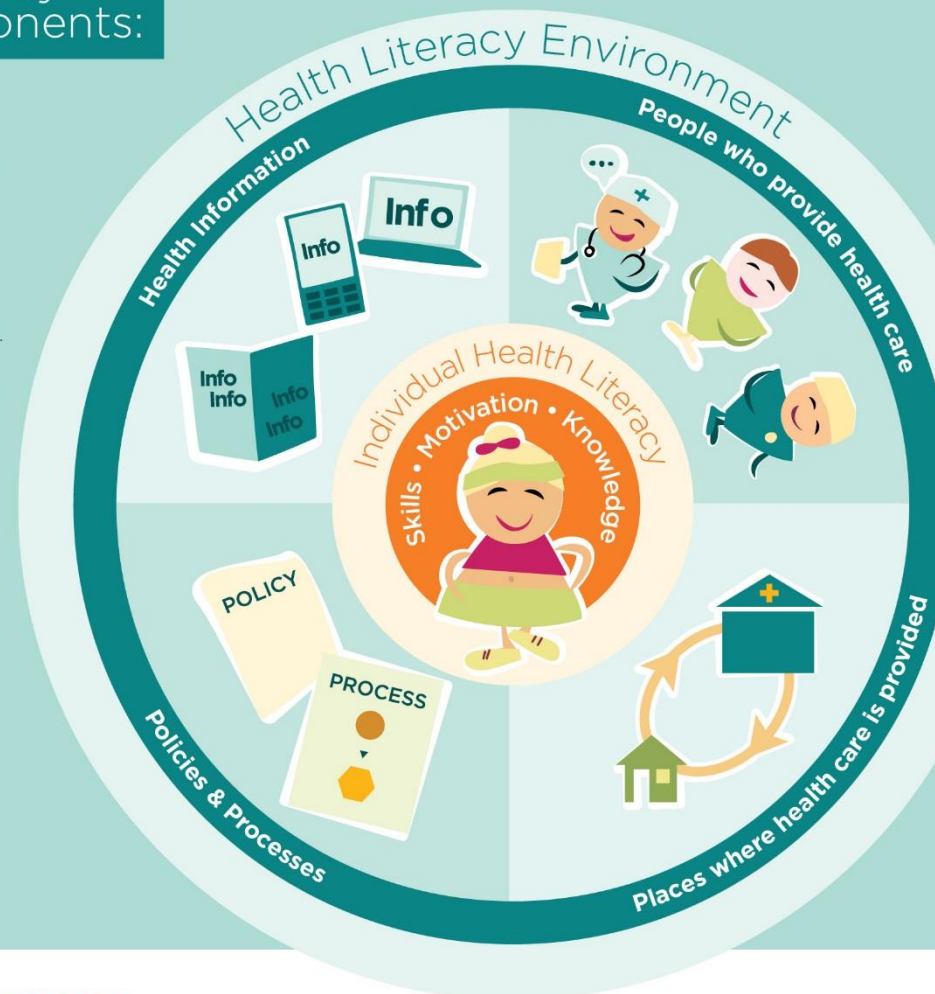 onents:
Health Literacy Environment
Health Information
People who provide health care
Info
Info
Info
Info
Info
Info
Individual Health Literacy
Skills • Motivation • Knowledge
POLICY
PROCESS
Policies & Processes
Places where health care is provided